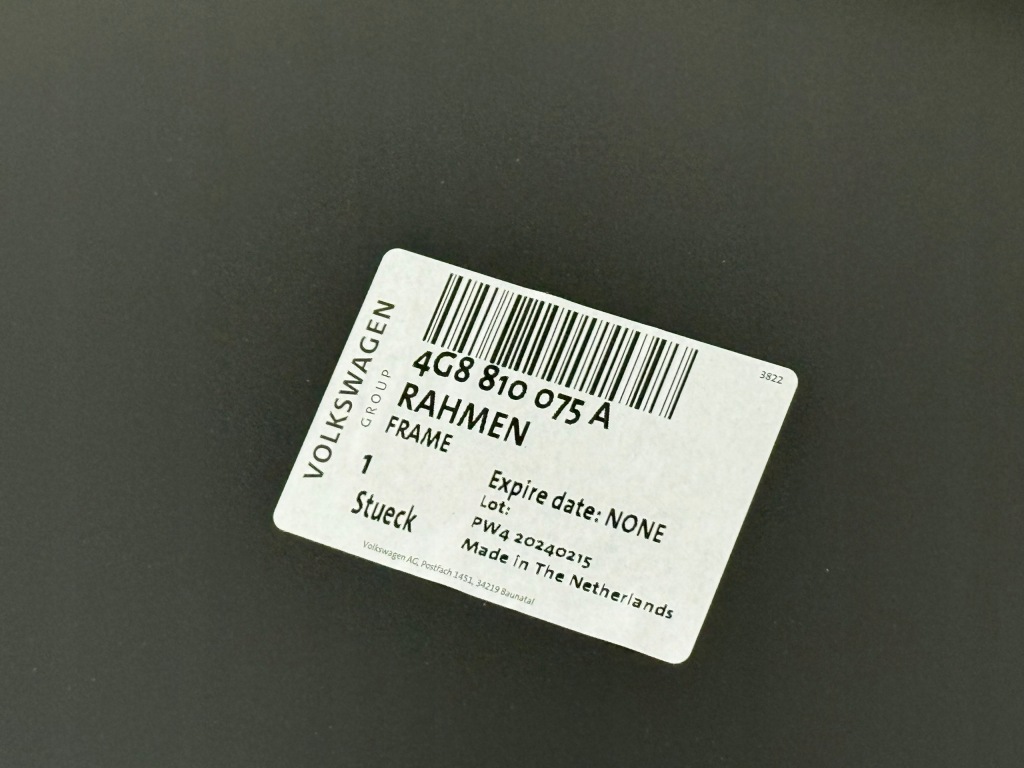 VOLKSWAGEN
GROUP
3822
4G8 810 075 A
RAHMEN
FRAME
1
Stueck
Expire date: NONE
Lot:
PW4 20240215
Made in The Netherlands
Volkswagen AG, Postfach 1451, 34219 Baunatal